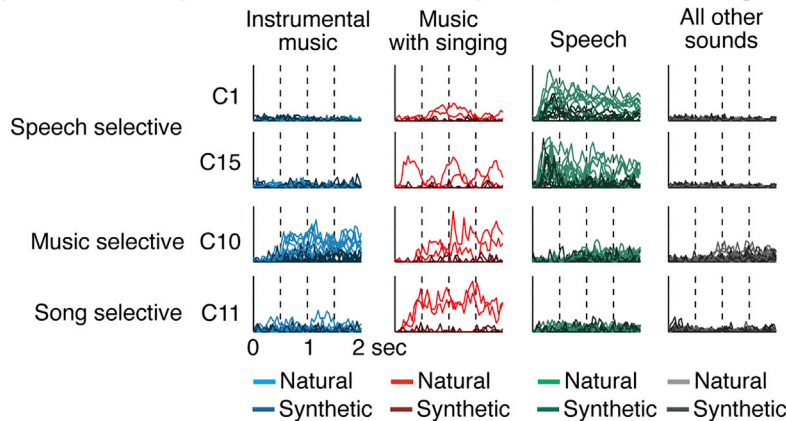 Instrumental music
Music with singing
Speech
All other sounds
Speech selective
C1
C15
Music selective
C10
Song selective
C11
0 1 2 sec
Natural Natural Natural Natural
Synthetic Synthetic Synthetic Synthetic